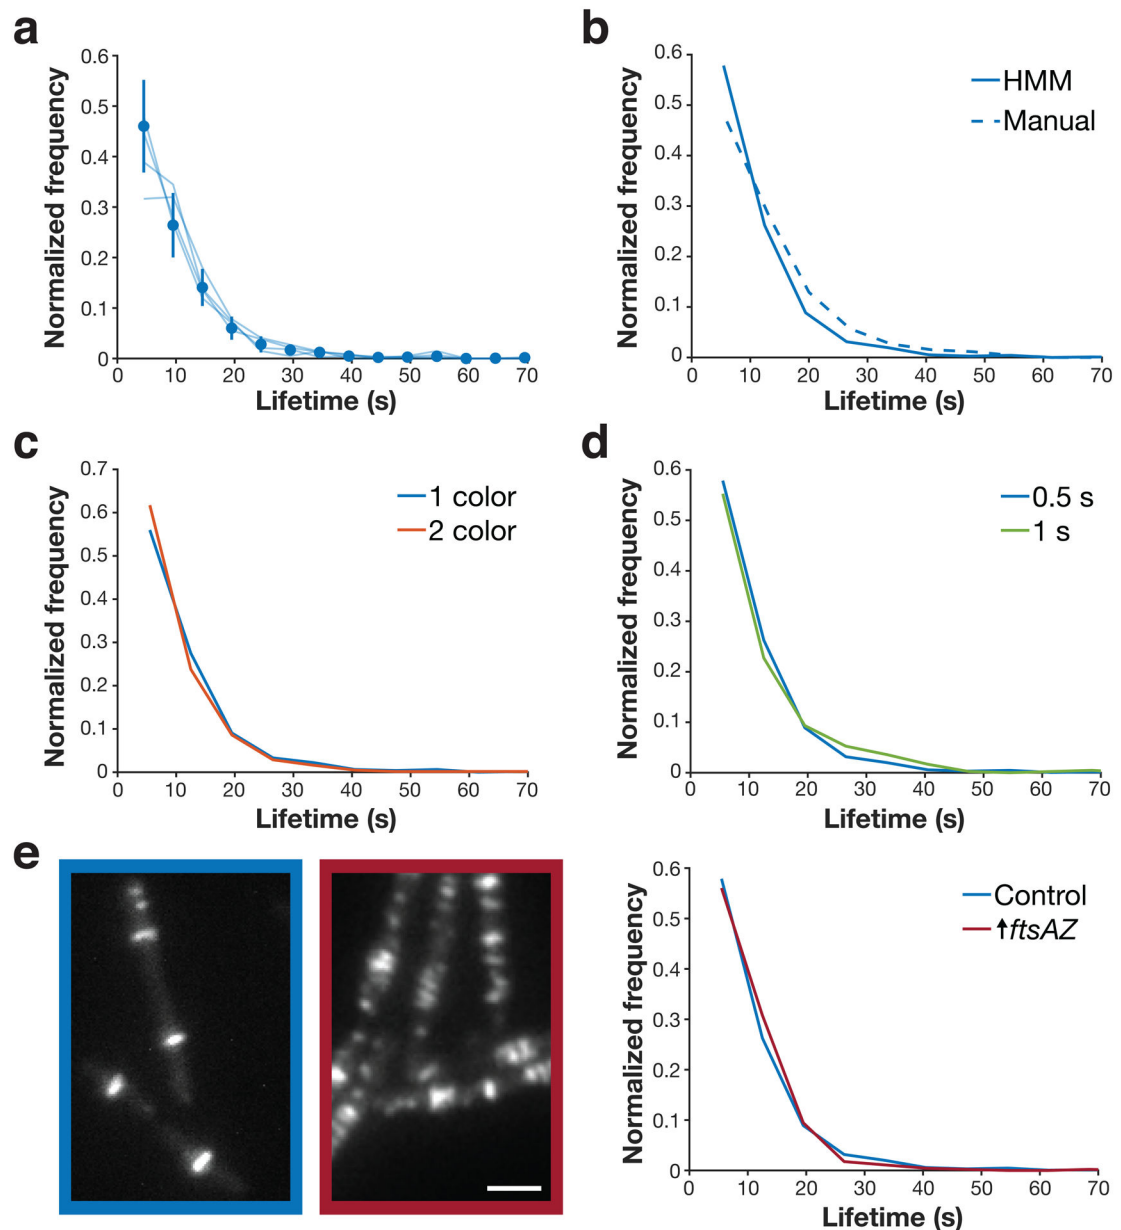 a
Normalized frequency
0.6
0.5
0.4
0.3
0.2
0.1
0
0 10 20 30 40 50 60 70
Lifetime (s)
b
Normalized frequency
0.6
0.5
0.4
0.3
0.2
0.1
0
HMM
Manual
0 10 20 30 40 50 60 70
Lifetime (s)
c
Normalized frequency
0.7
0.6
0.5
0.4
0.3
0.2
0.1
0
1 color
2 color
0 10 20 30 40 50 60 70
Lifetime (s)
d
Normalized frequency
0.6
0.5
0.4
0.3
0.2
0.1
0
0.5 s
1 s
0 10 20 30 40 50 60 70
Lifetime (s)
e
Normalized frequency
0.6
0.5
0.4
0.3
0.2
0.1
0
Control
↑ftsAZ
0 10 20 30 40 50 60 70
Lifetime (s)